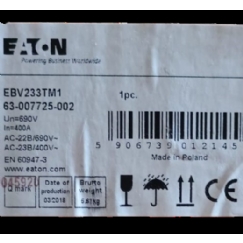 EATON
Powering Business Worldwide
EBV233TM1
63-007725-002
1pc.
Un=690V
In=400A
AC-22B/690V~
AC-23B/400V~
EN 60947-3
www.eaton.com
5 906739 012145
Made in Poland
Date of
production
03/2018
Brutto
weight
CE